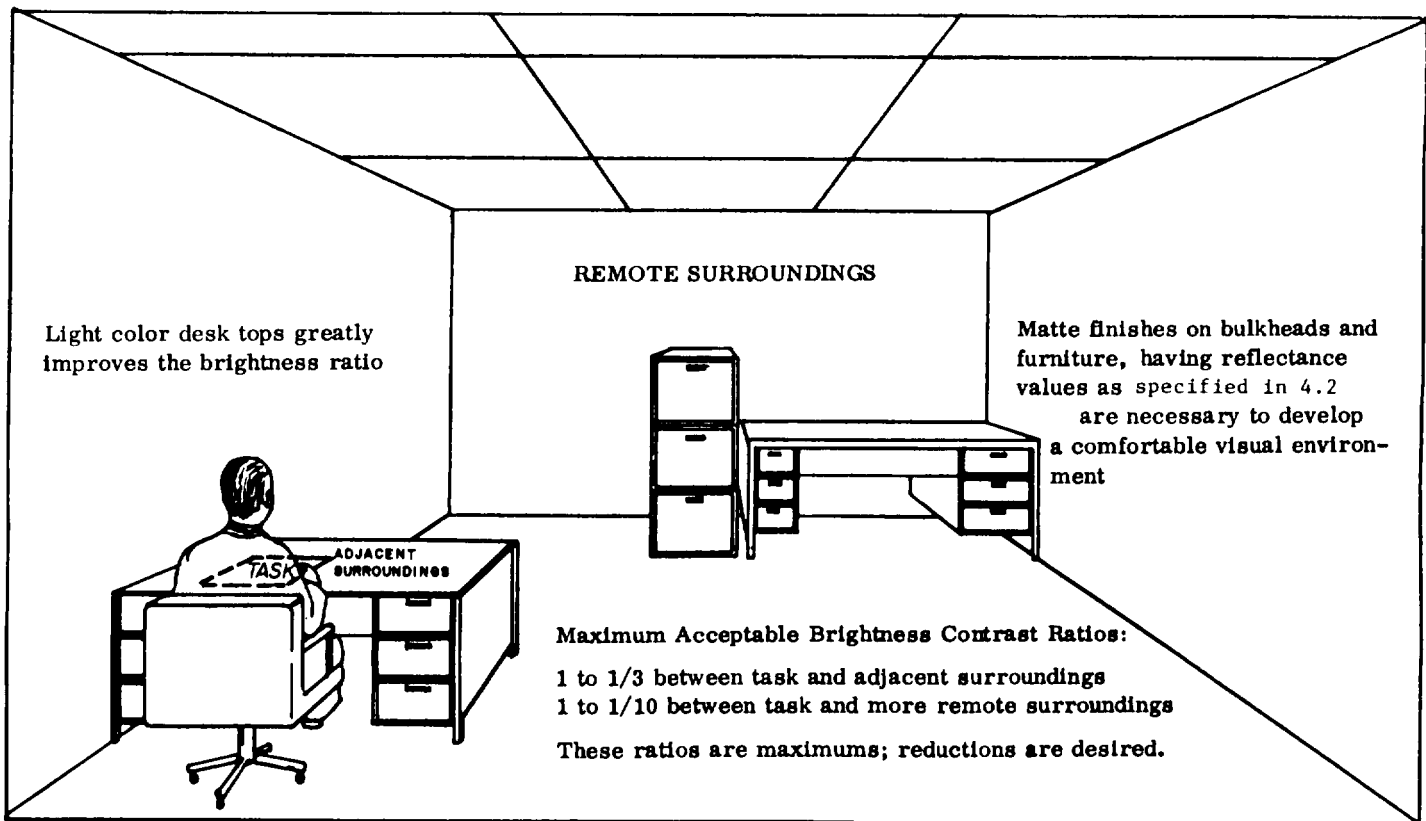 REMOTE SURROUNDINGS
Light color desk tops greatly
improves the brightness ratio
Matte finishes on bulkheads and
furniture, having reflectance
values as specified in 4.2
are necessary to develop
a comfortable visual environ-
ment
TASK
ADJACENT
SURROUNDINGS
Maximum Acceptable Brightness Contrast Ratios:
1 to 1/3 between task and adjacent surroundings
1 to 1/10 between task and more remote surroundings
These ratios are maximums; reductions are desired.